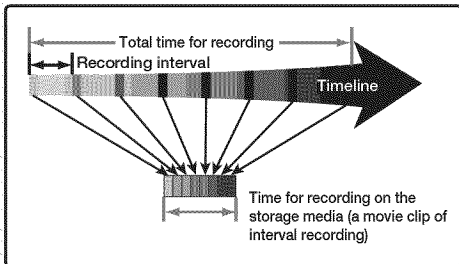 Total time for recording
Recording interval
Timeline
Time for recording on the
storage media (a movie clip of
interval recording)